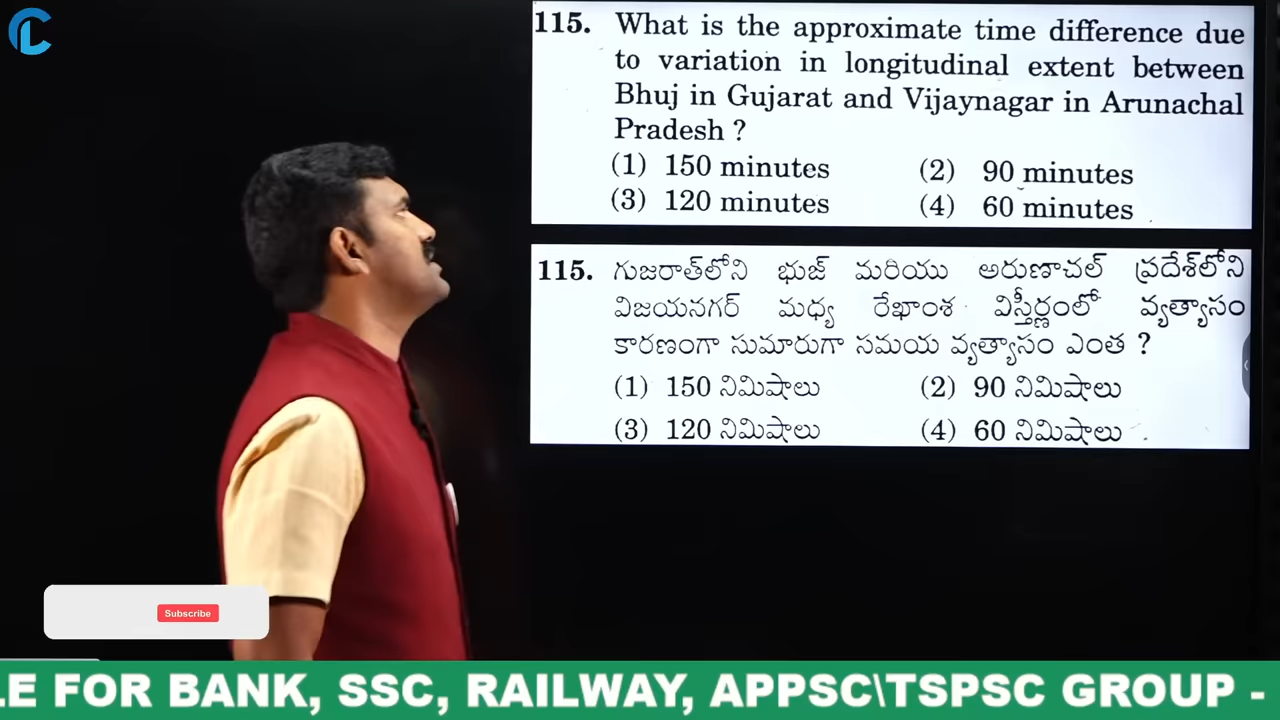 115. What is the approximate time difference due
to variation in longitudinal extent between
Bhuj in Gujarat and Vijaynagar in Arunachal
Pradesh ?
(1) 150 minutes (2) 90 minutes
(3) 120 minutes (4) 60 minutes
115. గుజరాత్‌లోని భుజ్ మరియు అరుణాచల్ ప్రదేశ్‌లోని
విజయనగర్ మధ్య రేఖాంశ విస్తీర్ణంలో వ్యత్యాసం
కారణంగా సుమారుగా సమయ వ్యత్యాసం ఎంత ?
(1) 150 నిమిషాలు (2) 90 నిమిషాలు
(3) 120 నిమిషాలు (4) 60 నిమిషాలు
Subscribe
LE FOR BANK, SSC, RAILWAY, APPSC\TSPSC GROUP -